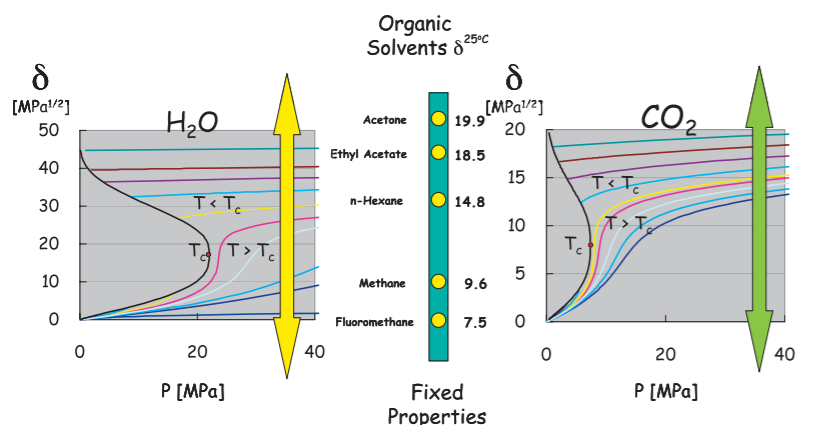 Organic
Solvents δ25ºC
δ
[MPa1/2]
H2O
50
40
30
20
10
0
T < Tc
Tc
T > Tc
0
20
40
P [MPa]
Acetone 19.9
Ethyl Acetate 18.5
n-Hexane 14.8
Methane 9.6
Fluoromethane 7.5
Fixed
Properties
δ
[MPa1/2]
CO2
20
15
10
5
0
T < Tc
T > Tc
Tc
0
20
40
P [MPa]